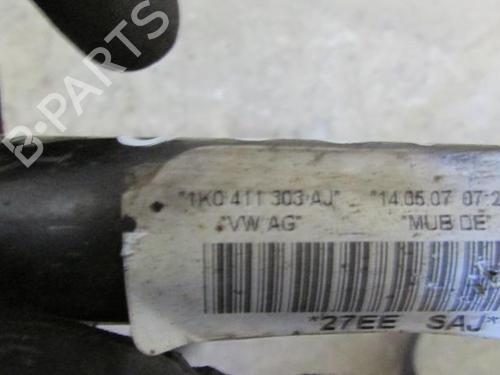 B-PARTS
"1K0 411 303 AJ" "14.05.07 07:2
"VW AG" "MUB DE"
*27EE SAJ*